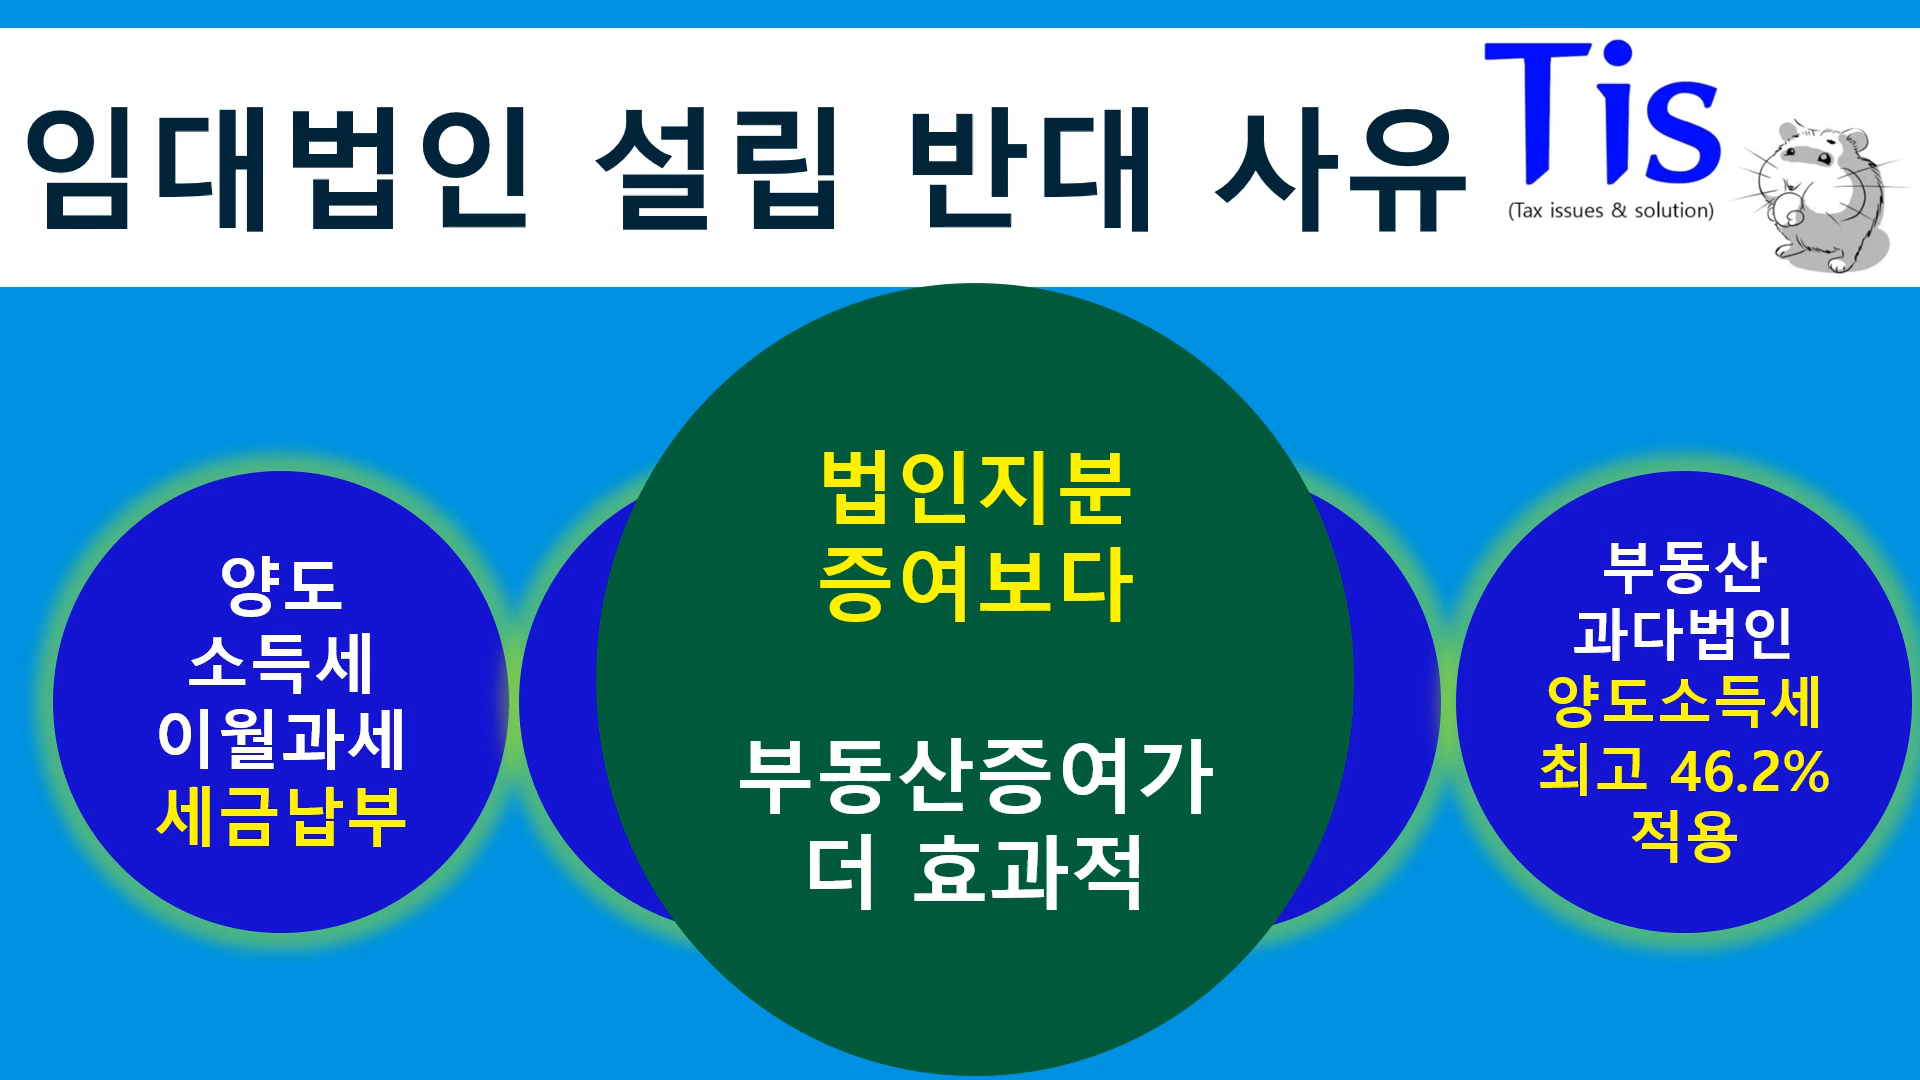 임대법인 설립 반대 사유
Tis
(Tax issues & solution)
양도
소득세
이월과세
세금납부
법인지분
증여보다
부동산증여가
더 효과적
부동산
과다법인
양도소득세
최고 46.2%
적용